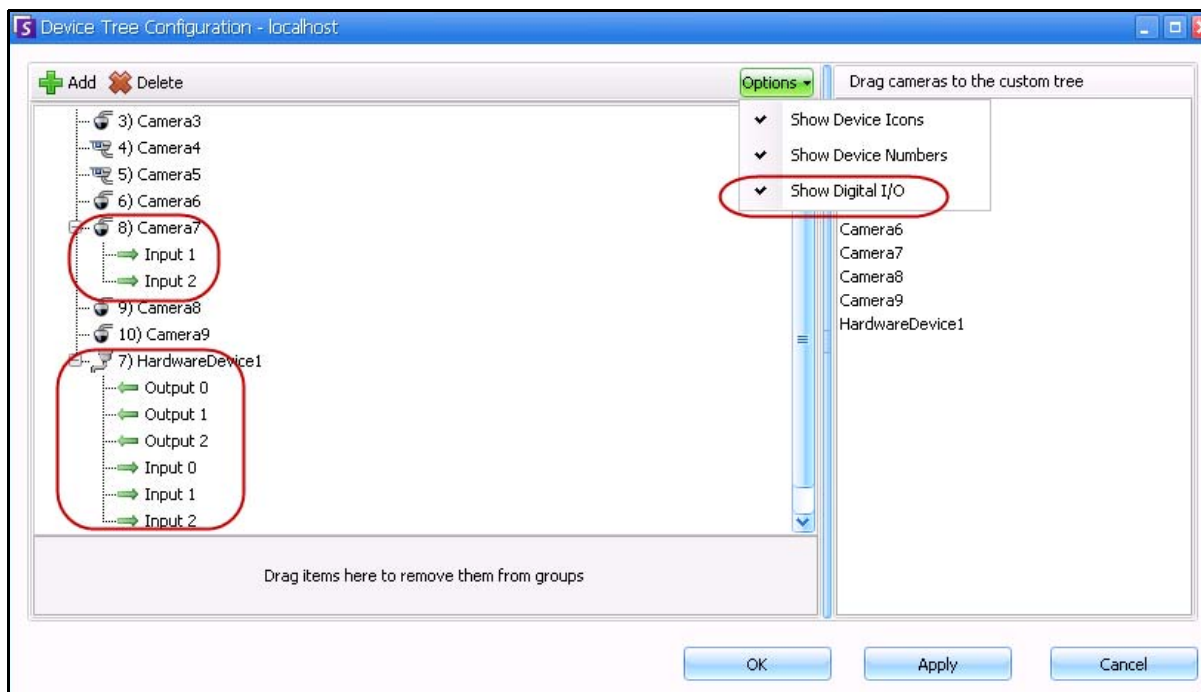 Device Tree Configuration - localhost
Add Delete Options Drag cameras to the custom tree
Show Device Icons
Show Device Numbers
Show Digital I/O
3) Camera3
4) Camera4
5) Camera5
6) Camera6
8) Camera7
Input 1
Input 2
9) Camera8
10) Camera9
7) HardwareDevice1
Output 0
Output 1
Output 2
Input 0
Input 1
Input 2
Drag items here to remove them from groups
Camera6
Camera7
Camera8
Camera9
HardwareDevice1
OK Apply Cancel